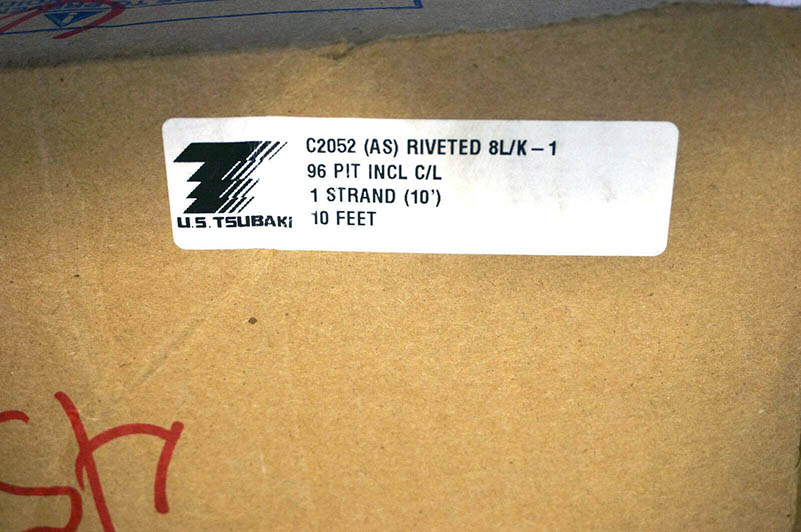 C2052 (AS) RIVETED 8L/K-1
96 PIT INCL C/L
1 STRAND (10')
10 FEET
U.S. TSUBAKI